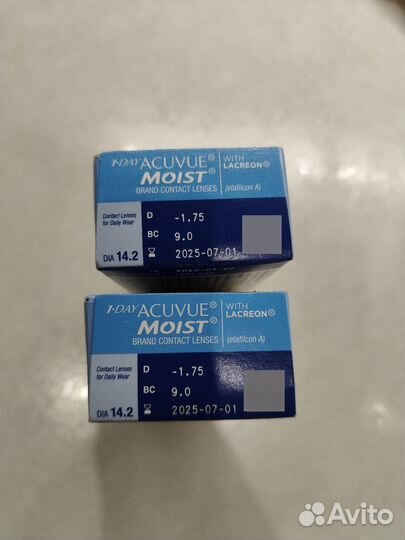 1-DAY ACUVUE® WITH
MOIST® LACREON®
BRAND CONTACT LENSES (etafilcon A)
Contact Lenses
for Daily Wear
DIA 14.2
D -1.75
BC 9.0
2025-07-01
1-DAY ACUVUE® WITH
MOIST® LACREON®
BRAND CONTACT LENSES (etafilcon A)
Contact Lenses
for Daily Wear
DIA 14.2
D -1.75
BC 9.0
2025-07-01
Avito